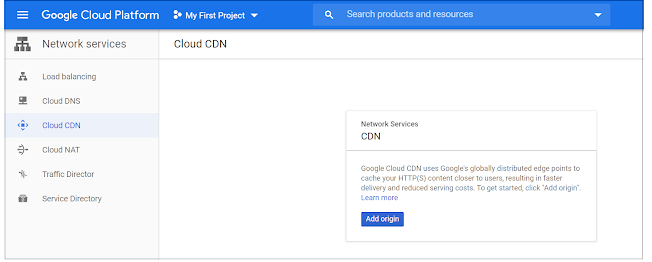 Google Cloud Platform
My First Project
Search products and resources
Network services
Cloud CDN
Load balancing
Cloud DNS
Cloud CDN
Cloud NAT
Traffic Director
Service Directory
Network Services
CDN
Google Cloud CDN uses Google's globally distributed edge points to
cache your HTTP(S) content closer to users, resulting in faster
delivery and reduced serving costs. To get started, click "Add origin".
Learn more
Add origin